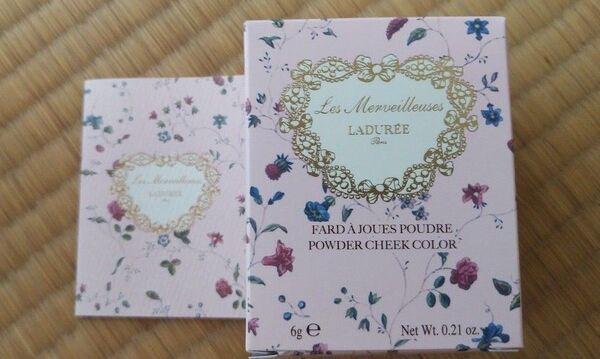 Les Merveilleuses
LADURÉE
Paris
Les Merveilleuses
LADURÉE
Paris
FARD À JOUES POUDRE
POWDER CHEEK COLOR
6g ℮
Net Wt. 0.21 oz.